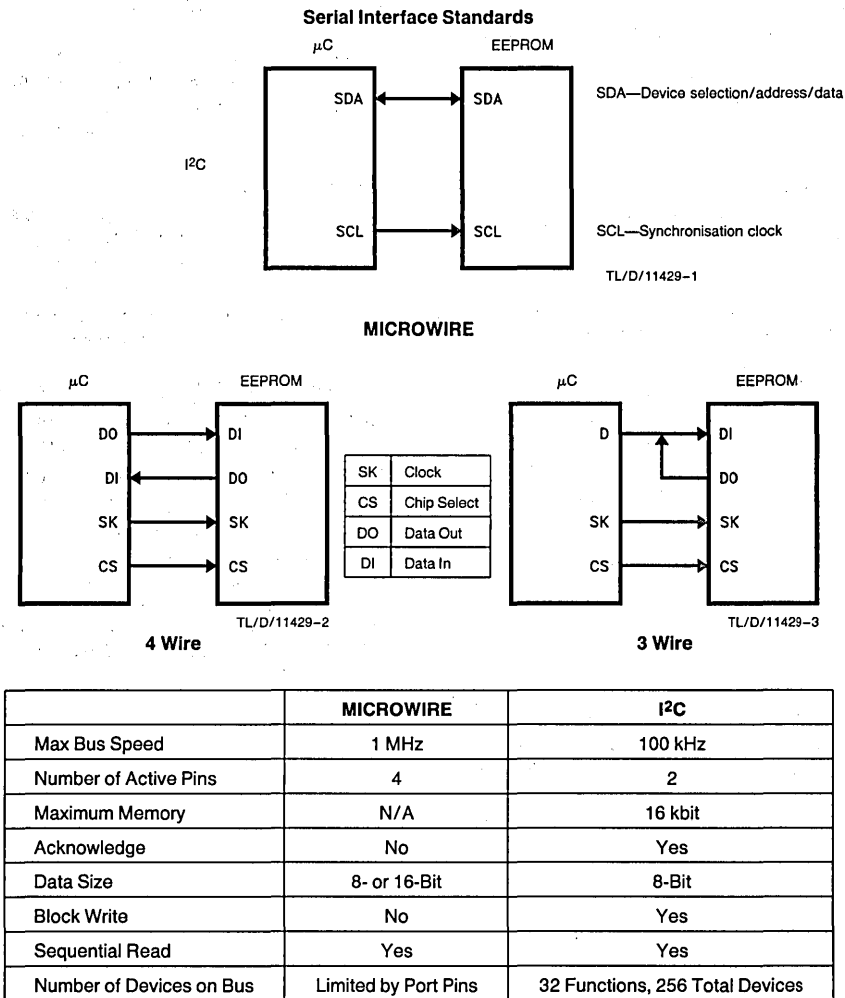 Serial Interface Standards
μC EEPROM
SDA SDA SDA—Device selection/address/data
I²C
SCL SCL SCL—Synchronisation clock
TL/D/11429-1
MICROWIRE
μC EEPROM μC EEPROM
DO DI D DI
DI DO DO
SK SK SK SK
CS CS CS CS
SK Clock
CS Chip Select
DO Data Out
DI Data In
TL/D/11429-2 TL/D/11429-3
4 Wire 3 Wire
MICROWIRE I²C
Max Bus Speed 1 MHz 100 kHz
Number of Active Pins 4 2
Maximum Memory N/A 16 kbit
Acknowledge No Yes
Data Size 8- or 16-Bit 8-Bit
Block Write No Yes
Sequential Read Yes Yes
Number of Devices on Bus Limited by Port Pins 32 Functions, 256 Total Devices